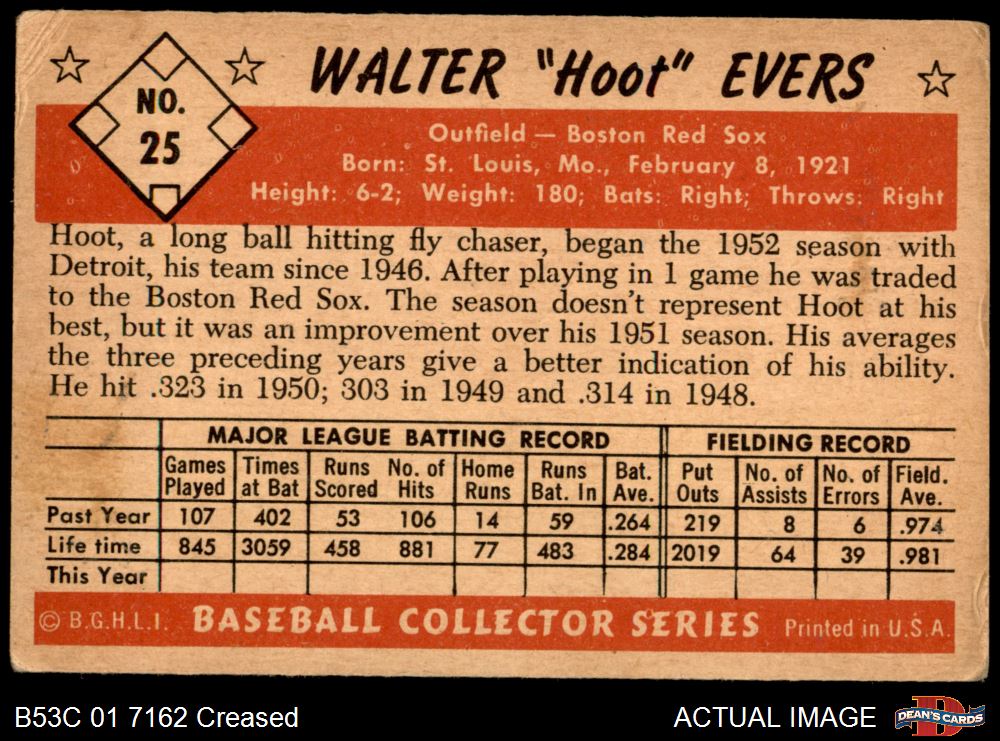 WALTER "Hoot" EVERS
NO.
25
Outfield — Boston Red Sox
Born: St. Louis, Mo., February 8, 1921
Height: 6-2; Weight: 180; Bats: Right; Throws: Right
Hoot, a long ball hitting fly chaser, began the 1952 season with
Detroit, his team since 1946. After playing in 1 game he was traded
to the Boston Red Sox. The season doesn't represent Hoot at his
best, but it was an improvement over his 1951 season. His averages
the three preceding years give a better indication of his ability.
He hit .323 in 1950; 303 in 1949 and .314 in 1948.
MAJOR LEAGUE BATTING RECORD FIELDING RECORD
Games Times Runs No. of Home Runs Bat. Put No. of No. of Field.
Played at Bat Scored Hits Runs Bat. In Ave. Outs Assists Errors Ave.
Past Year 107 402 53 106 14 59 .264 219 8 6 .974
Life time 845 3059 458 881 77 483 .284 2019 64 39 .981
This Year
© B.G.H.L.I. BASEBALL COLLECTOR SERIES Printed in U.S.A.
B53C 01 7162 Creased ACTUAL IMAGE DEAN'S CARDS